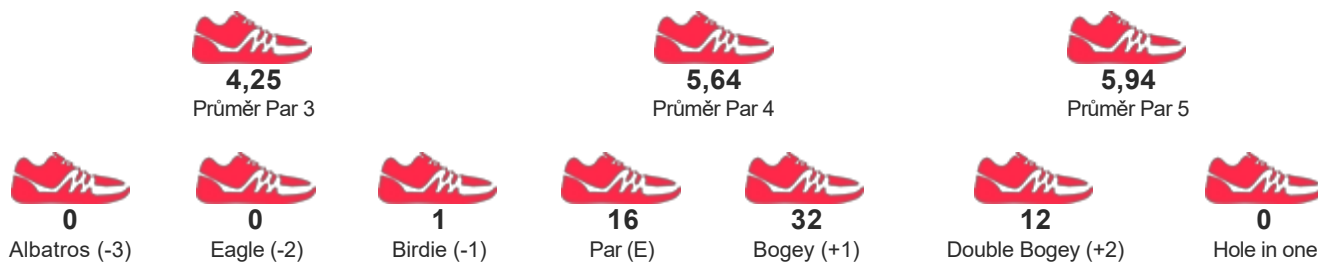 4,25
Průměr Par 3
5,64
Průměr Par 4
5,94
Průměr Par 5
0
Albatros (-3)
0
Eagle (-2)
1
Birdie (-1)
16
Par (E)
32
Bogey (+1)
12
Double Bogey (+2)
0
Hole in one